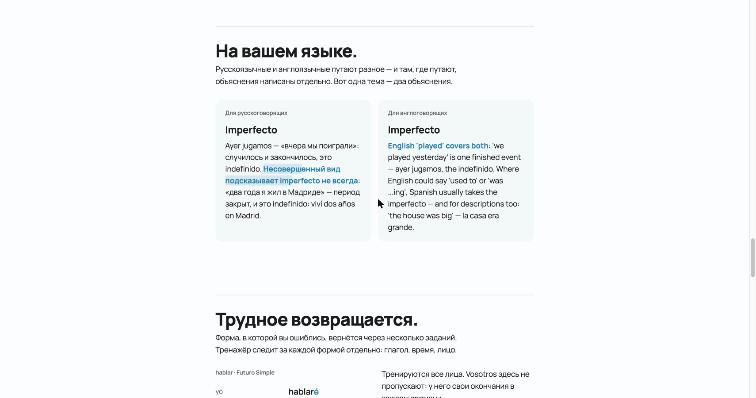 На вашем языке.
Русскоязычные и англоязычные путают разное — и там, где путают,
объяснения написаны отдельно. Вот одна тема — два объяснения.
Для русскоговорящих
Imperfecto
Ayer jugamos — «вчера мы поиграли»:
случилось и закончилось, это
indefinido. Несовершенный вид
подсказывает imperfecto не всегда:
«два года я жил в Мадриде» — период
закрыт, и это indefinido: viví dos años
en Madrid.
Для англоговорящих
Imperfecto
English 'played' covers both: 'we
played yesterday' is one finished event
— ayer jugamos, the indefinido. Where
English could say 'used to' or 'was
…ing', Spanish usually takes the
imperfecto — and for descriptions too:
'the house was big' — la casa era
grande.
Трудное возвращается.
Форма, в которой вы ошиблись, вернётся через несколько заданий.
Тренажёр следит за каждой формой отдельно: глагол, время, лицо.
hablar · Futuro Simple
yo hablaré
Тренируются все лица. Vosotros здесь не
пропускают: у него свои окончания в